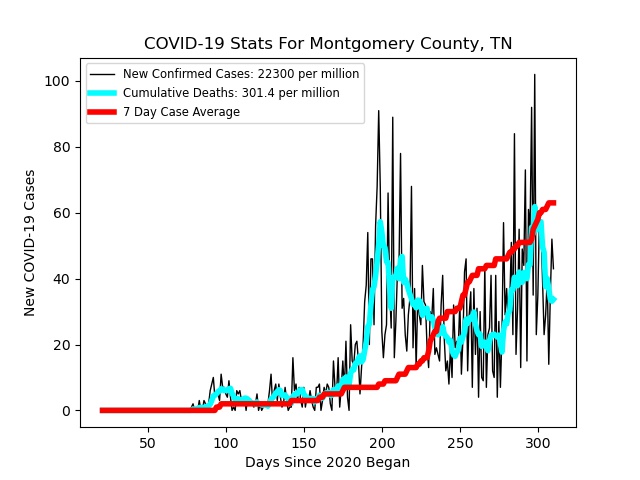 COVID-19 Stats For Montgomery County, TN
New Confirmed Cases: 22300 per million
Cumulative Deaths: 301.4 per million
7 Day Case Average
New COVID-19 Cases
100
80
60
40
20
0
50 100 150 200 250 300
Days Since 2020 Began